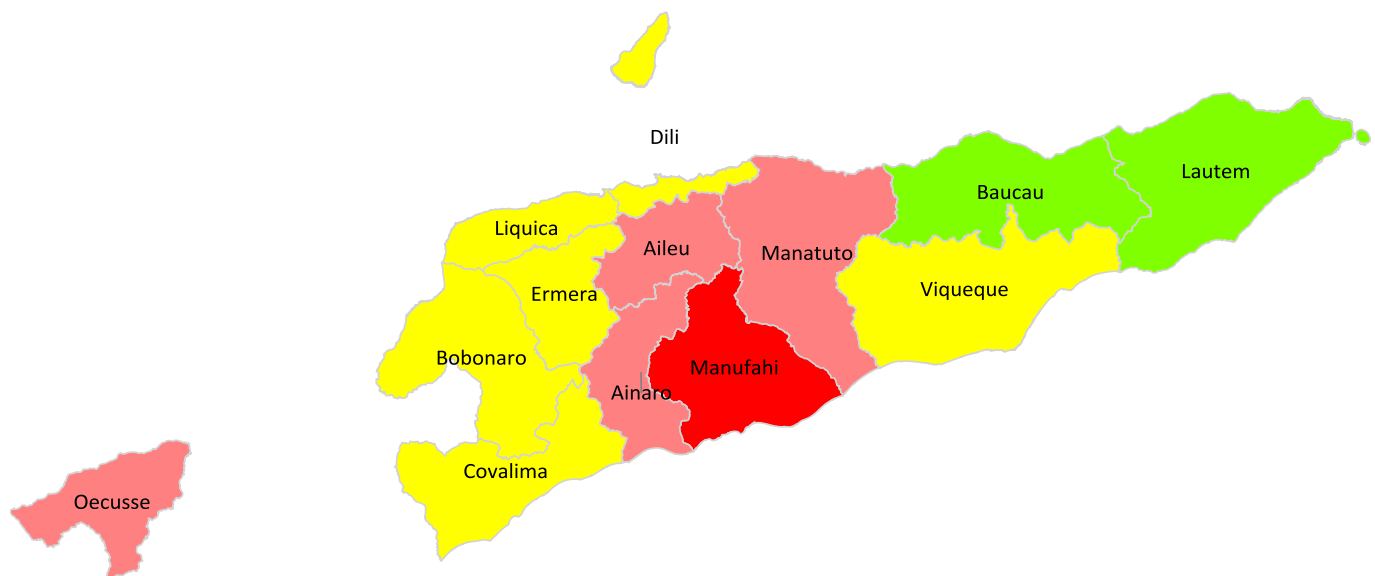 Dili
Lautem
Baucau
Liquica
Aileu
Manatuto
Viqueque
Ermera
Bobonaro
Manufahi
Ainaro
Covalima
Oecusse